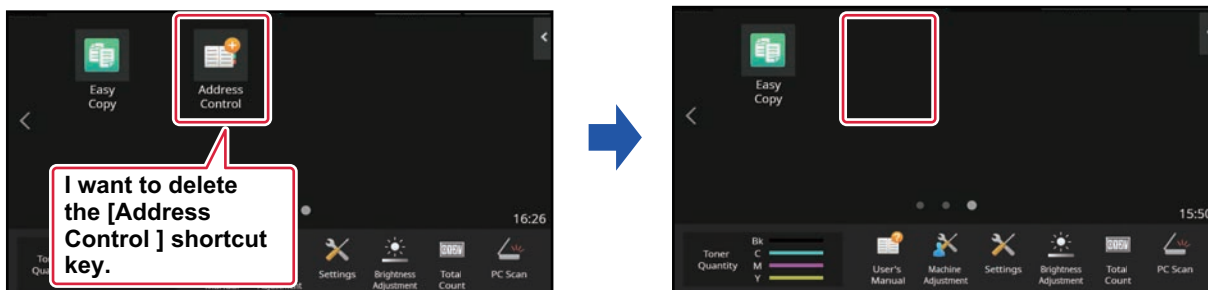 Easy
Copy
Address
Control
I want to delete
the [Address
Control ] shortcut
key.
16:26
Settings
Brightness
Adjustment
Total
Count
PC Scan
Easy
Copy
15:50
Toner
Quantity
Bk
C
M
Y
User's
Manual
Machine
Adjustment
Settings
Brightness
Adjustment
Total
Count
PC Scan